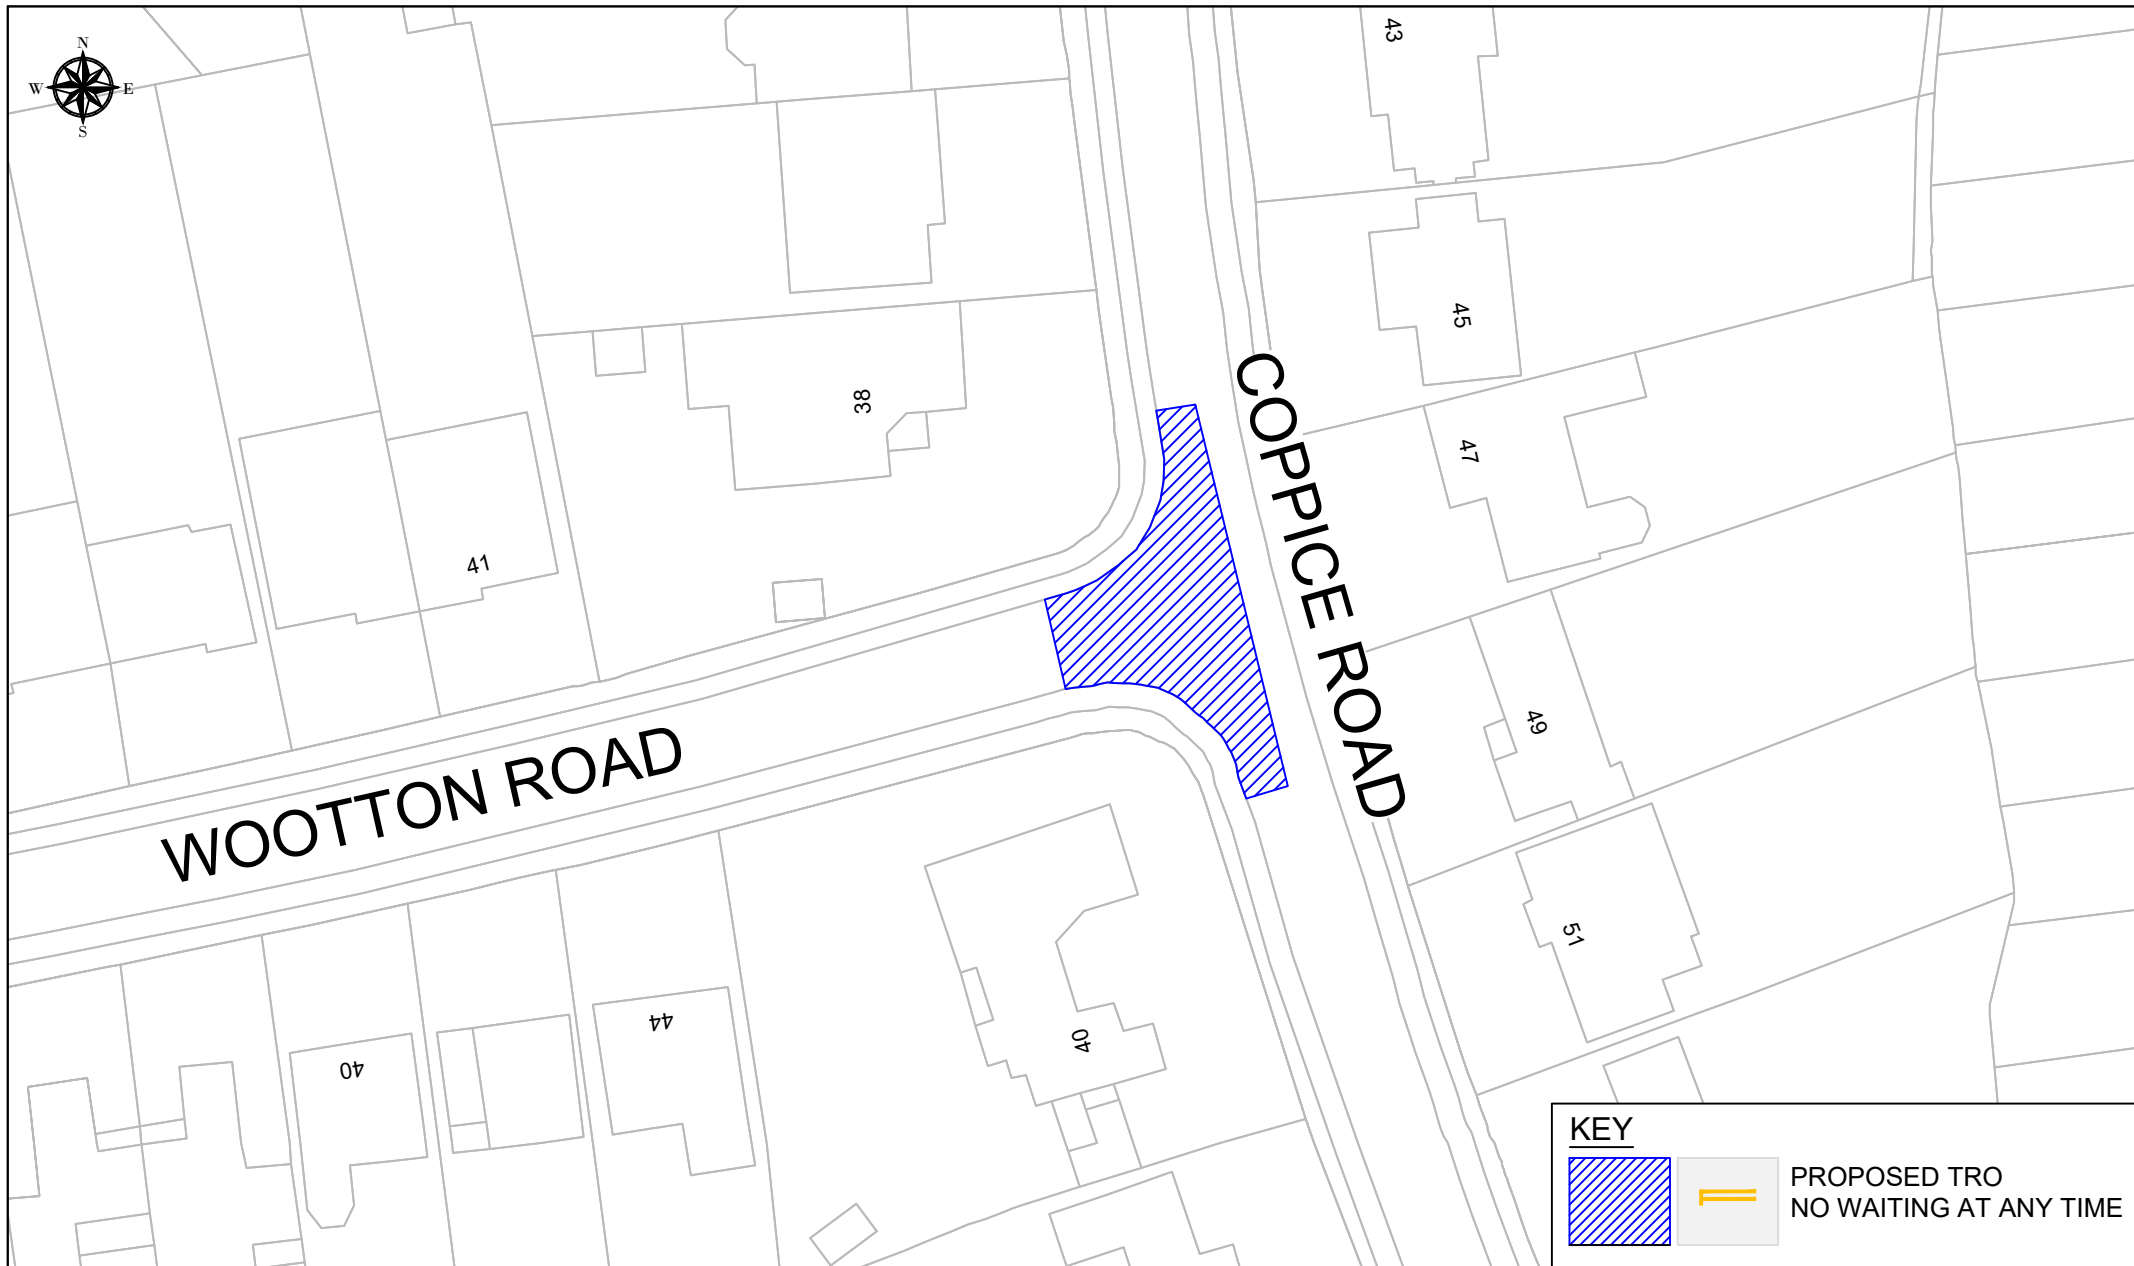 N
W E
S
43
45
38
47
41
COPPICE ROAD
49
WOOTTON ROAD
51
44
40
40
KEY
PROPOSED TRO
NO WAITING AT ANY TIME